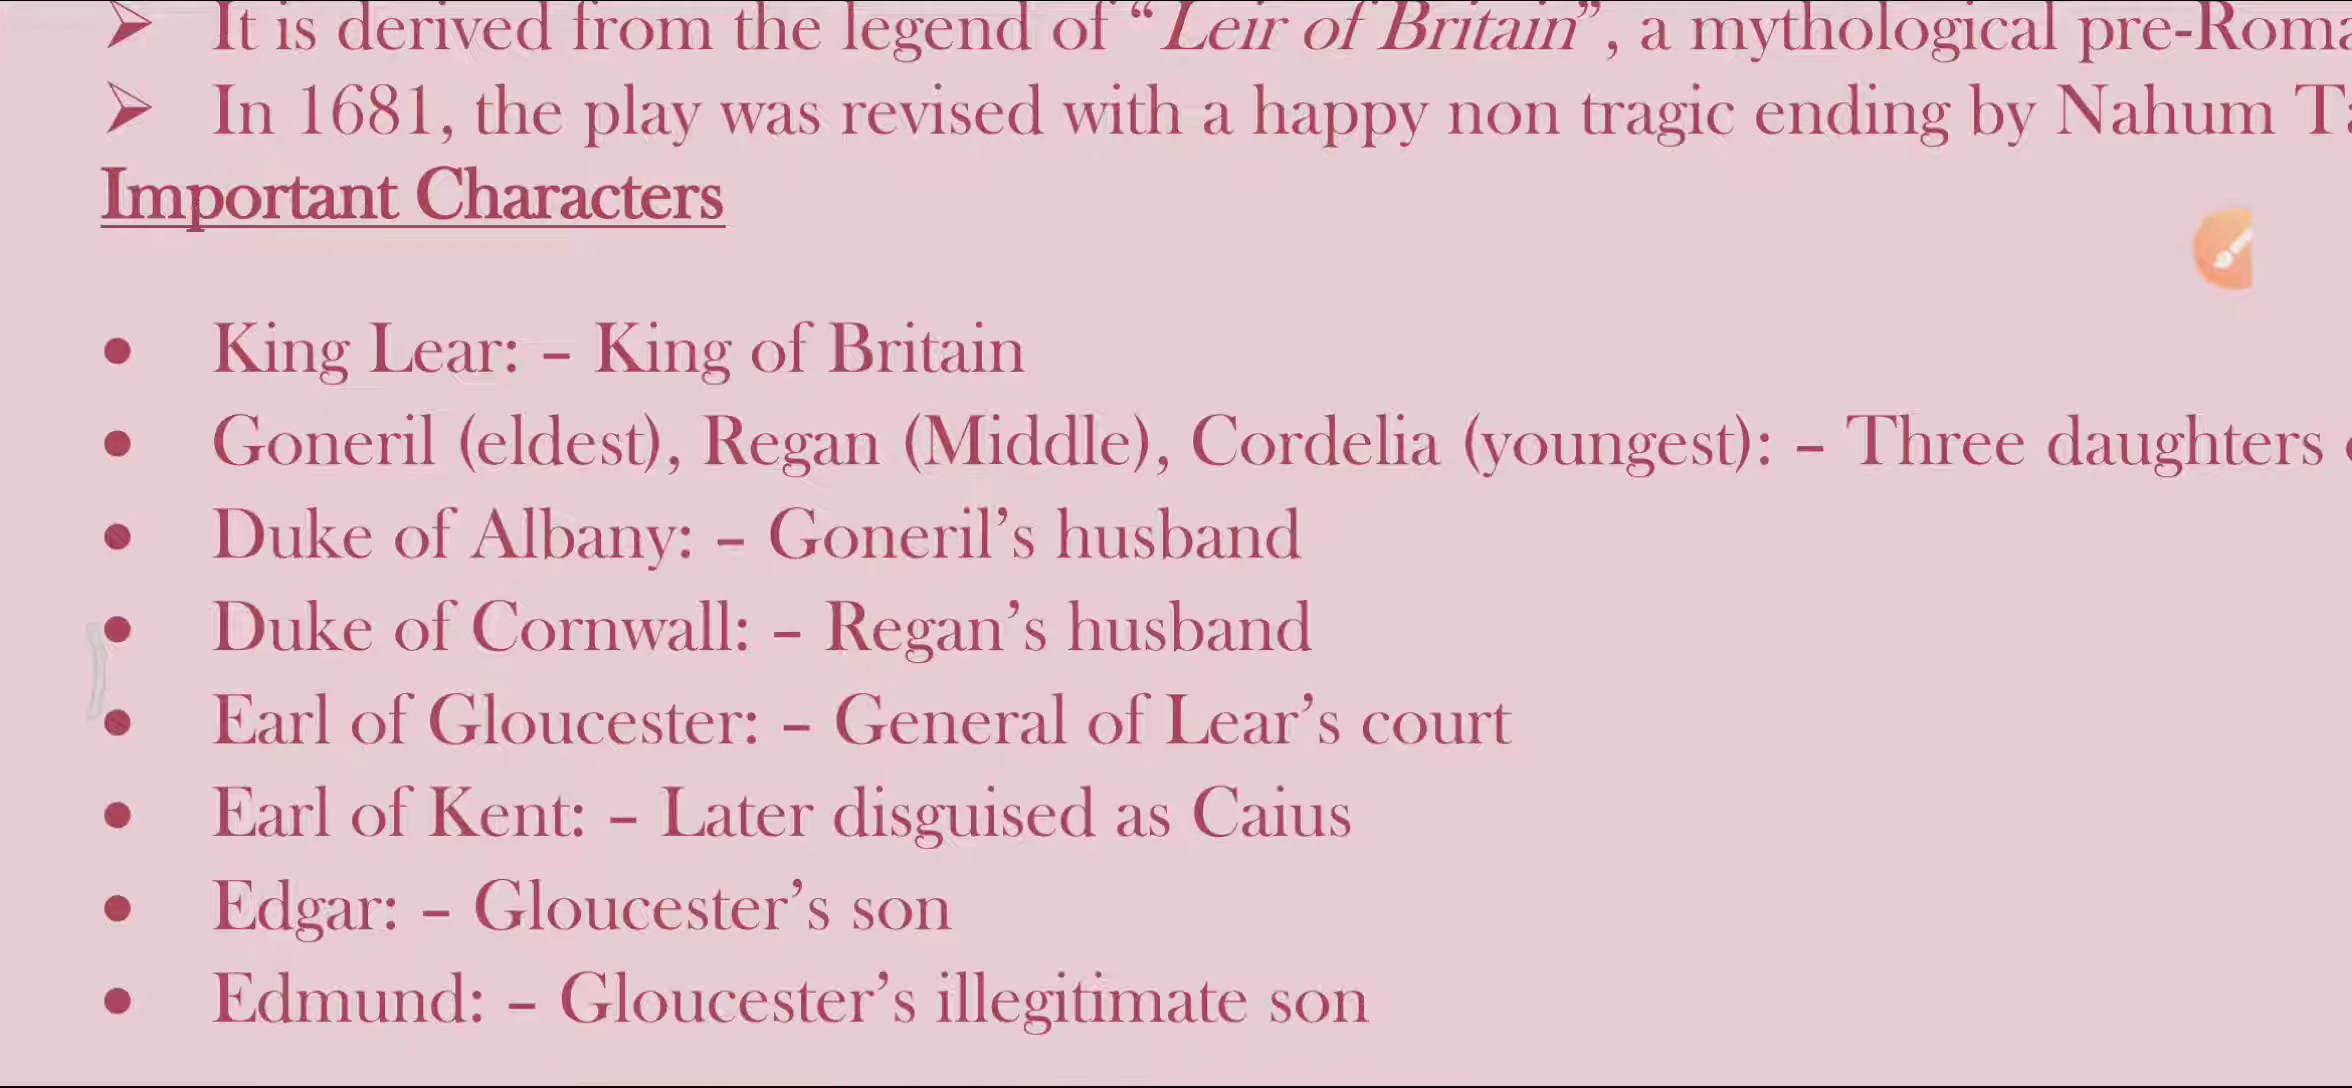 ➤ It is derived from the legend of “Leir of Britain”, a mythological pre-Roma
➤ In 1681, the play was revised with a happy non tragic ending by Nahum
Important Characters
• King Lear: – King of Britain
• Goneril (eldest), Regan (Middle), Cordelia (youngest): – Three daughters
• Duke of Albany: – Goneril’s husband
• Duke of Cornwall: – Regan’s husband
• Earl of Gloucester: – General of Lear’s court
• Earl of Kent: – Later disguised as Caius
• Edgar: – Gloucester’s son
• Edmund: – Gloucester’s illegitimate son